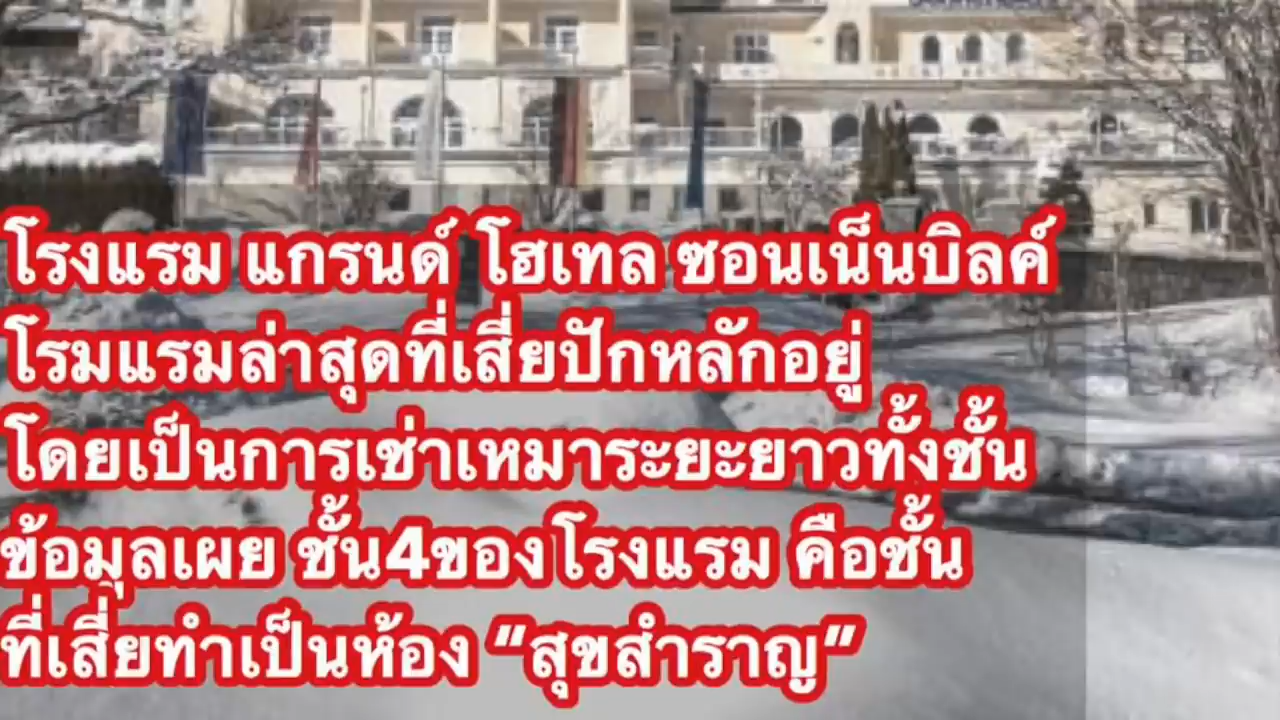 โรงแรม แกรนด์ โฮเทล ซอนเน็นบิลค์
โรมแรมล่าสุดที่เสี่ยปักหลักอยู่
โดยเป็นการเช่าเหมาระยะยาวทั้งชั้น
ข้อมุลเผย ชั้น4ของโรงแรม คือชั้น
ที่เสี่ยทำเป็นห้อง “สุขสำราญ”